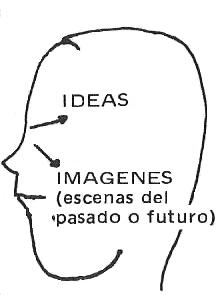 IDEAS
IMAGENES
(escenas del
pasado o futuro)